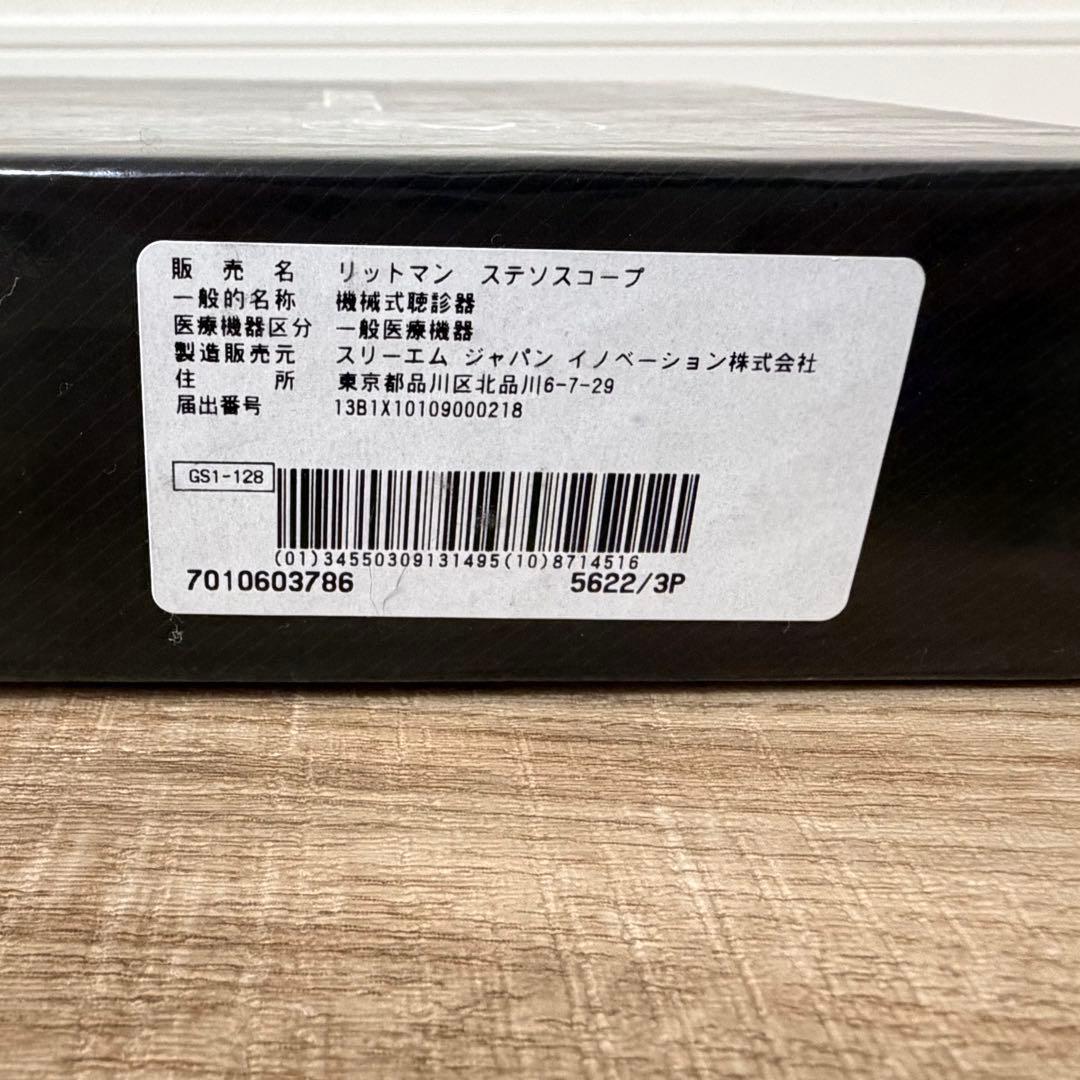 販売名 リットマン ステソスコープ
一般的名称 機械式聴診器
医療機器区分 一般医療機器
製造販売元 スリーエム ジャパン イノベーション株式会社
住所 東京都品川区北品川6-7-29
届出番号 13B1X10109000218
GS1-128
(01)34550309131495(10)8714516
7010603786 5622/3P